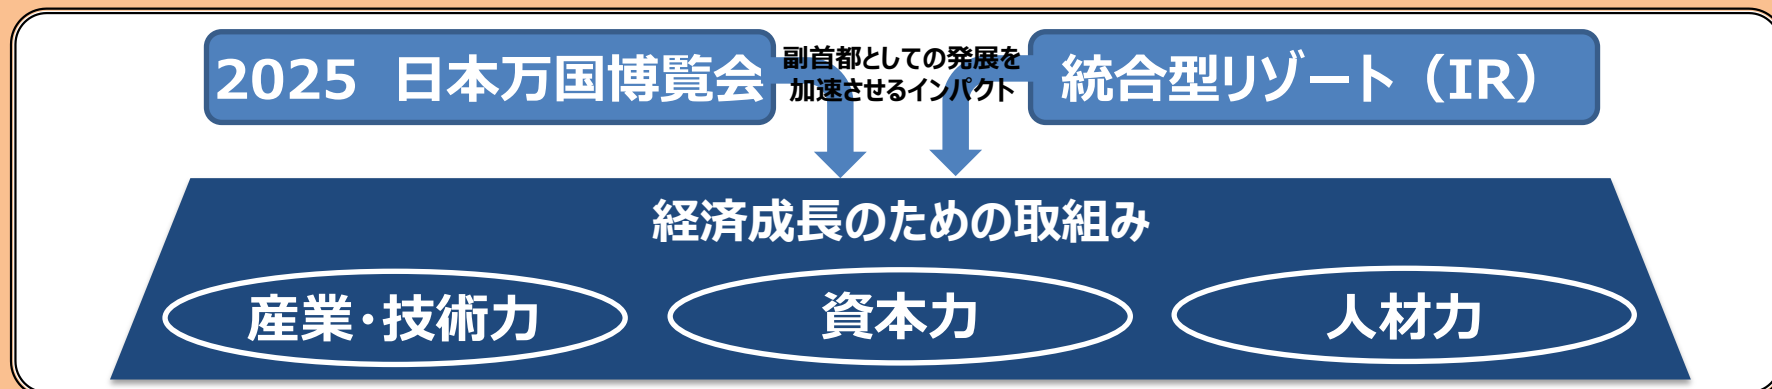 2025 日本万国博覧会
副首都としての発展を
加速させるインパクト
統合型リゾート（IR）
経済成長のための取組み
産業・技術力
資本力
人材力